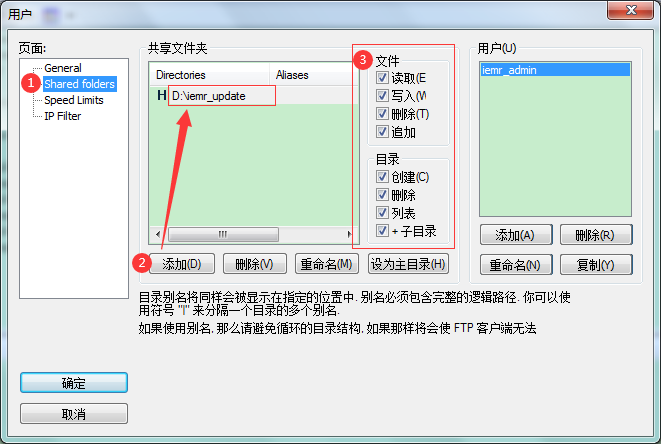 用户
页面:
General
1
Shared folders
Speed Limits
IP Filter
确定
取消
共享文件夹
Directories Aliases
H D:\iemr_update
2
添加(D) 删除(V) 重命名(M) 设为主目录(H)
3
文件
读取(E
写入(W
删除(T)
追加
目录
创建(C)
删除
列表
+ 子目录
用户(U)
iemr_admin
添加(A) 删除(R)
重命名(N) 复制(Y)
目录别名将同样会被显示在指定的位置中. 别名必须包含完整的逻辑路径. 你可以使
用符号 "|" 来分隔一个目录的多个别名.
如果使用别名, 那么请避免循环的目录结构, 如果那样将会使 FTP 客户端无法